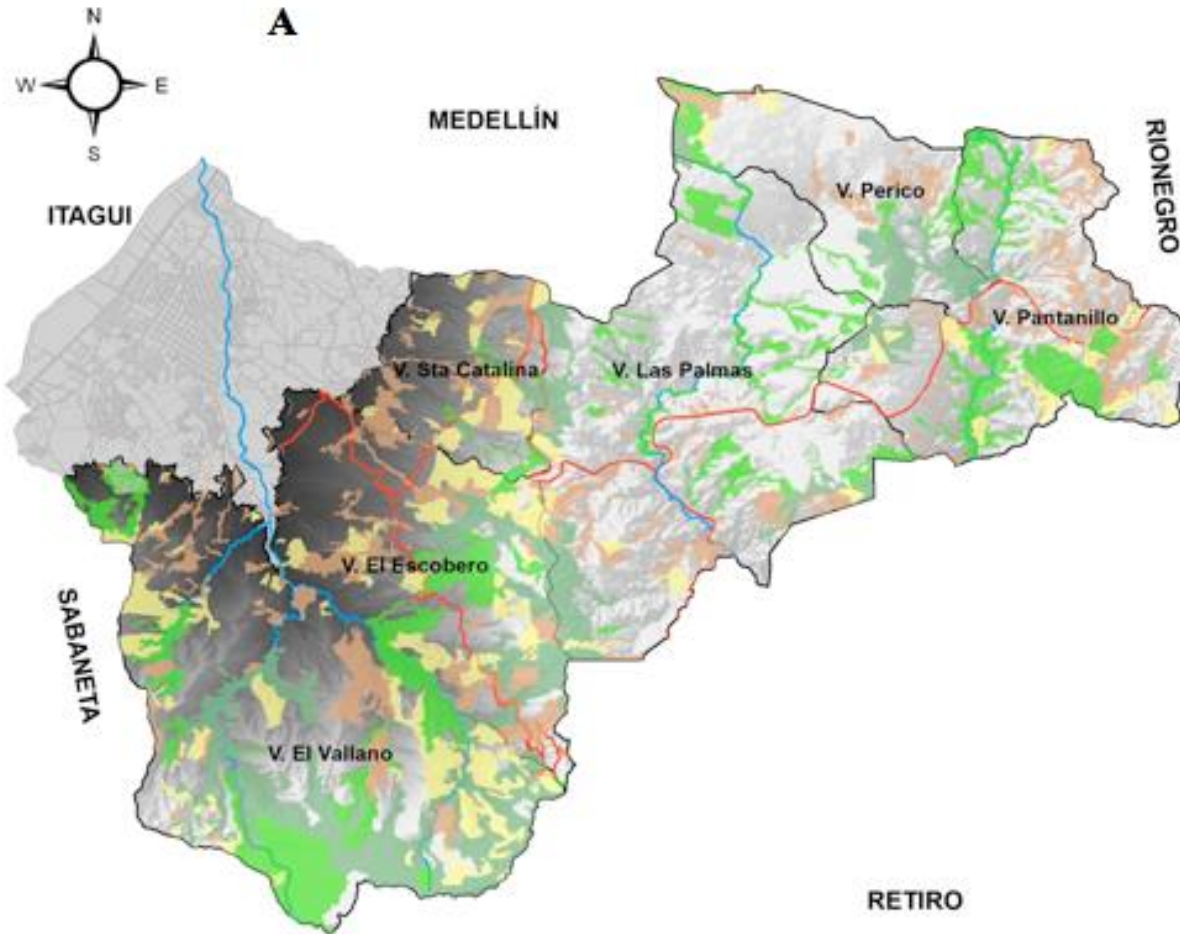 A
N
W
E
S
MEDELLÍN
RIONEGRO
ITAGUI
V. Perico
V. Pantanillo
V. Sta Catalina
V. Las Palmas
V. El Escobero
SABANETA
V. El Vallano
RETIRO